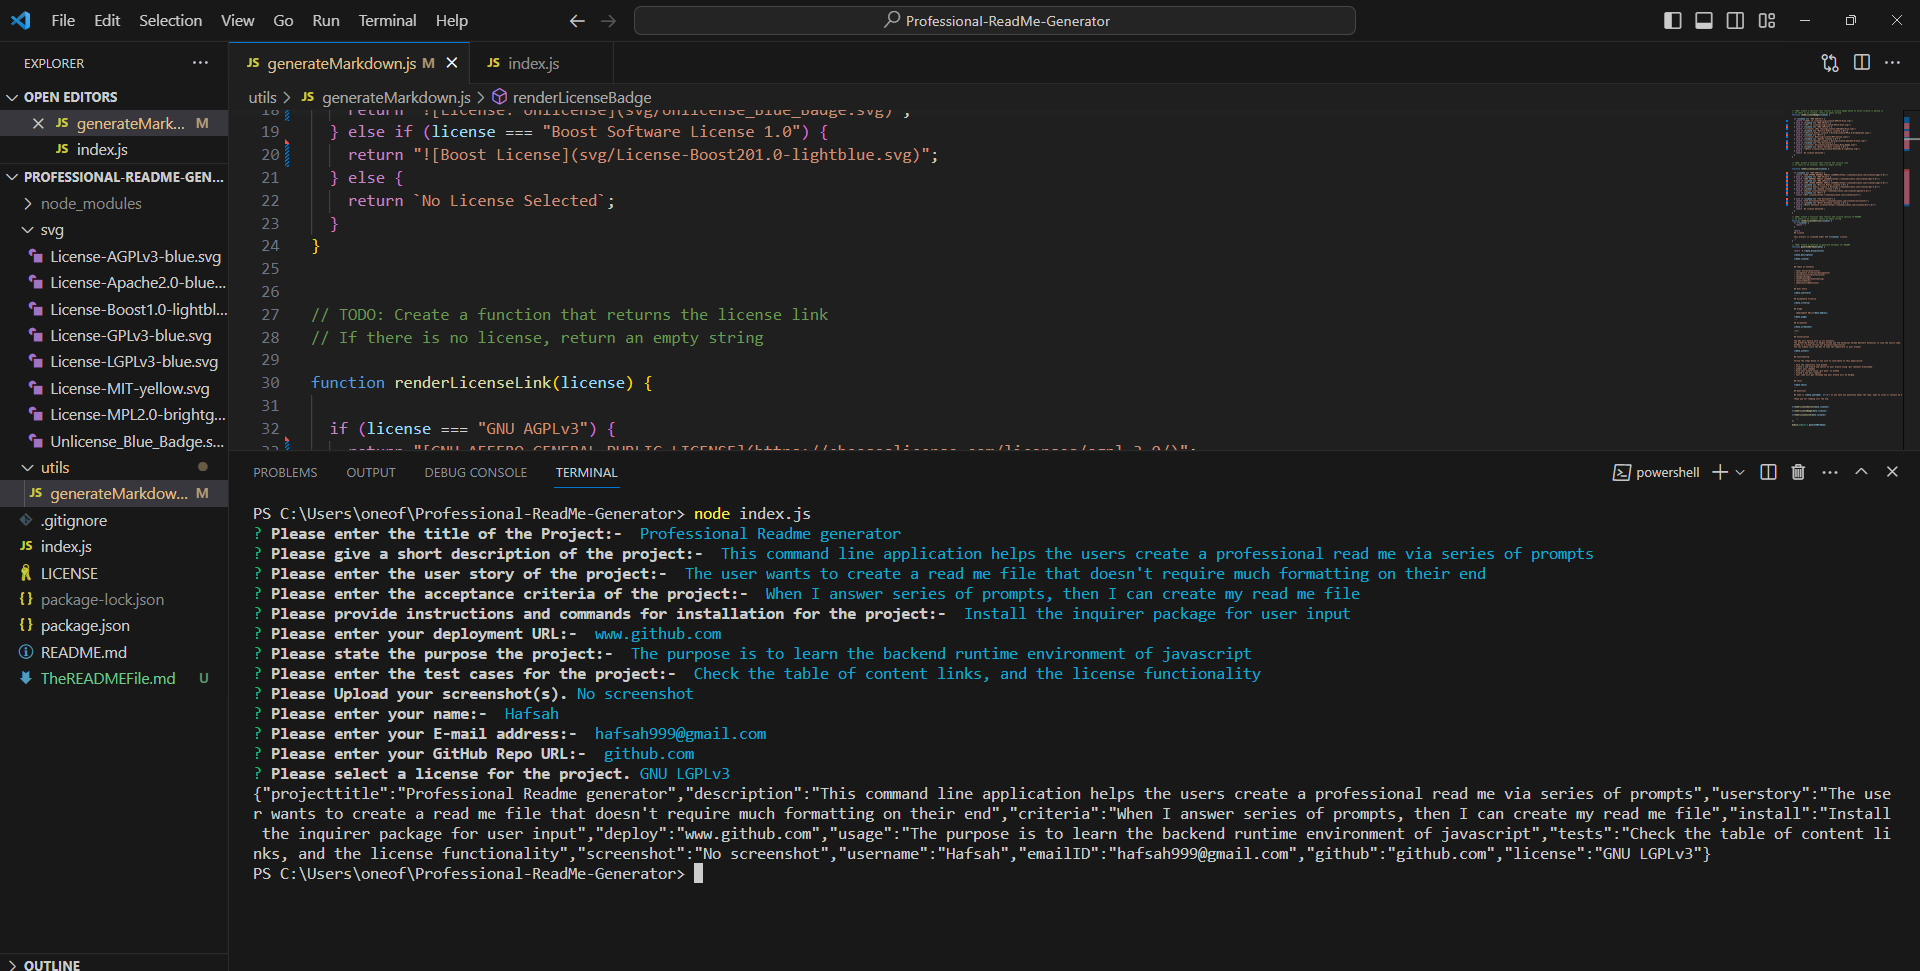 File Edit Selection View Go Run Terminal Help
Professional-ReadMe-Generator
EXPLORER
OPEN EDITORS
JS generateMark... M
JS index.js
PROFESSIONAL-README-GEN...
node_modules
svg
License-AGPLv3-blue.svg
License-Apache2.0-blue...
License-Boost1.0-lightbl...
License-GPLv3-blue.svg
License-LGPLv3-blue.svg
License-MIT-yellow.svg
License-MPL2.0-brightg...
Unlicense_Blue_Badge.s...
utils
JS generateMarkdow... M
.gitignore
JS index.js
LICENSE
{} package-lock.json
{} package.json
README.md
TheREADMEFile.md U
OUTLINE
JS generateMarkdown.js M
JS index.js
utils > JS generateMarkdown.js > renderLicenseBadge
18 return "![License: Unlicense](svg/Unlicense_Blue_Badge.svg)";
19 } else if (license === "Boost Software License 1.0") {
20 return "![Boost License](svg/License-Boost201.0-lightblue.svg)";
21 } else {
22 return `No License Selected`;
23 }
24 }
25
26
27 // TODO: Create a function that returns the license link
28 // If there is no license, return an empty string
29
30 function renderLicenseLink(license) {
31
32 if (license === "GNU AGPLv3") {
33 return "[GNU AFFERO GENERAL PUBLIC LICENSE](https://choosealicense.com/licenses/agpl-3.0/)";
PROBLEMS OUTPUT DEBUG CONSOLE TERMINAL
powershell
PS C:\Users\oneof\Professional-ReadMe-Generator> node index.js
? Please enter the title of the Project:- Professional Readme generator
? Please give a short description of the project:- This command line application helps the users create a professional read me via series of prompts
? Please enter the user story of the project:- The user wants to create a read me file that doesn't require much formatting on their end
? Please enter the acceptance criteria of the project:- When I answer series of prompts, then I can create my read me file
? Please provide instructions and commands for installation for the project:- Install the inquirer package for user input
? Please enter your deployment URL:- www.github.com
? Please state the purpose the project:- The purpose is to learn the backend runtime environment of javascript
? Please enter the test cases for the project:- Check the table of content links, and the license functionality
? Please Upload your screenshot(s). No screenshot
? Please enter your name:- Hafsah
? Please enter your E-mail address:- hafsah999@gmail.com
? Please enter your GitHub Repo URL:- github.com
? Please select a license for the project. GNU LGPLv3
{"projecttitle":"Professional Readme generator","description":"This command line application helps the users create a professional read me via series of prompts","userstory":"The use
r wants to create a read me file that doesn't require much formatting on their end","criteria":"When I answer series of prompts, then I can create my read me file","install":"Install
the inquirer package for user input","deploy":"www.github.com","usage":"The purpose is to learn the backend runtime environment of javascript","tests":"Check the table of content li
nks, and the license functionality","screenshot":"No screenshot","username":"Hafsah","emailID":"hafsah999@gmail.com","github":"github.com","license":"GNU LGPLv3"}
PS C:\Users\oneof\Professional-ReadMe-Generator>